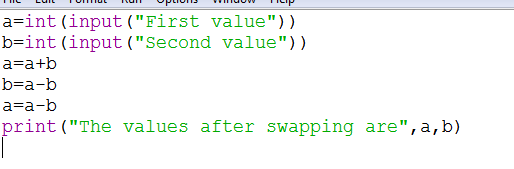 a=int(input("First value"))
b=int(input("Second value"))
a=a+b
b=a-b
a=a-b
print("The values after swapping are",a,b)